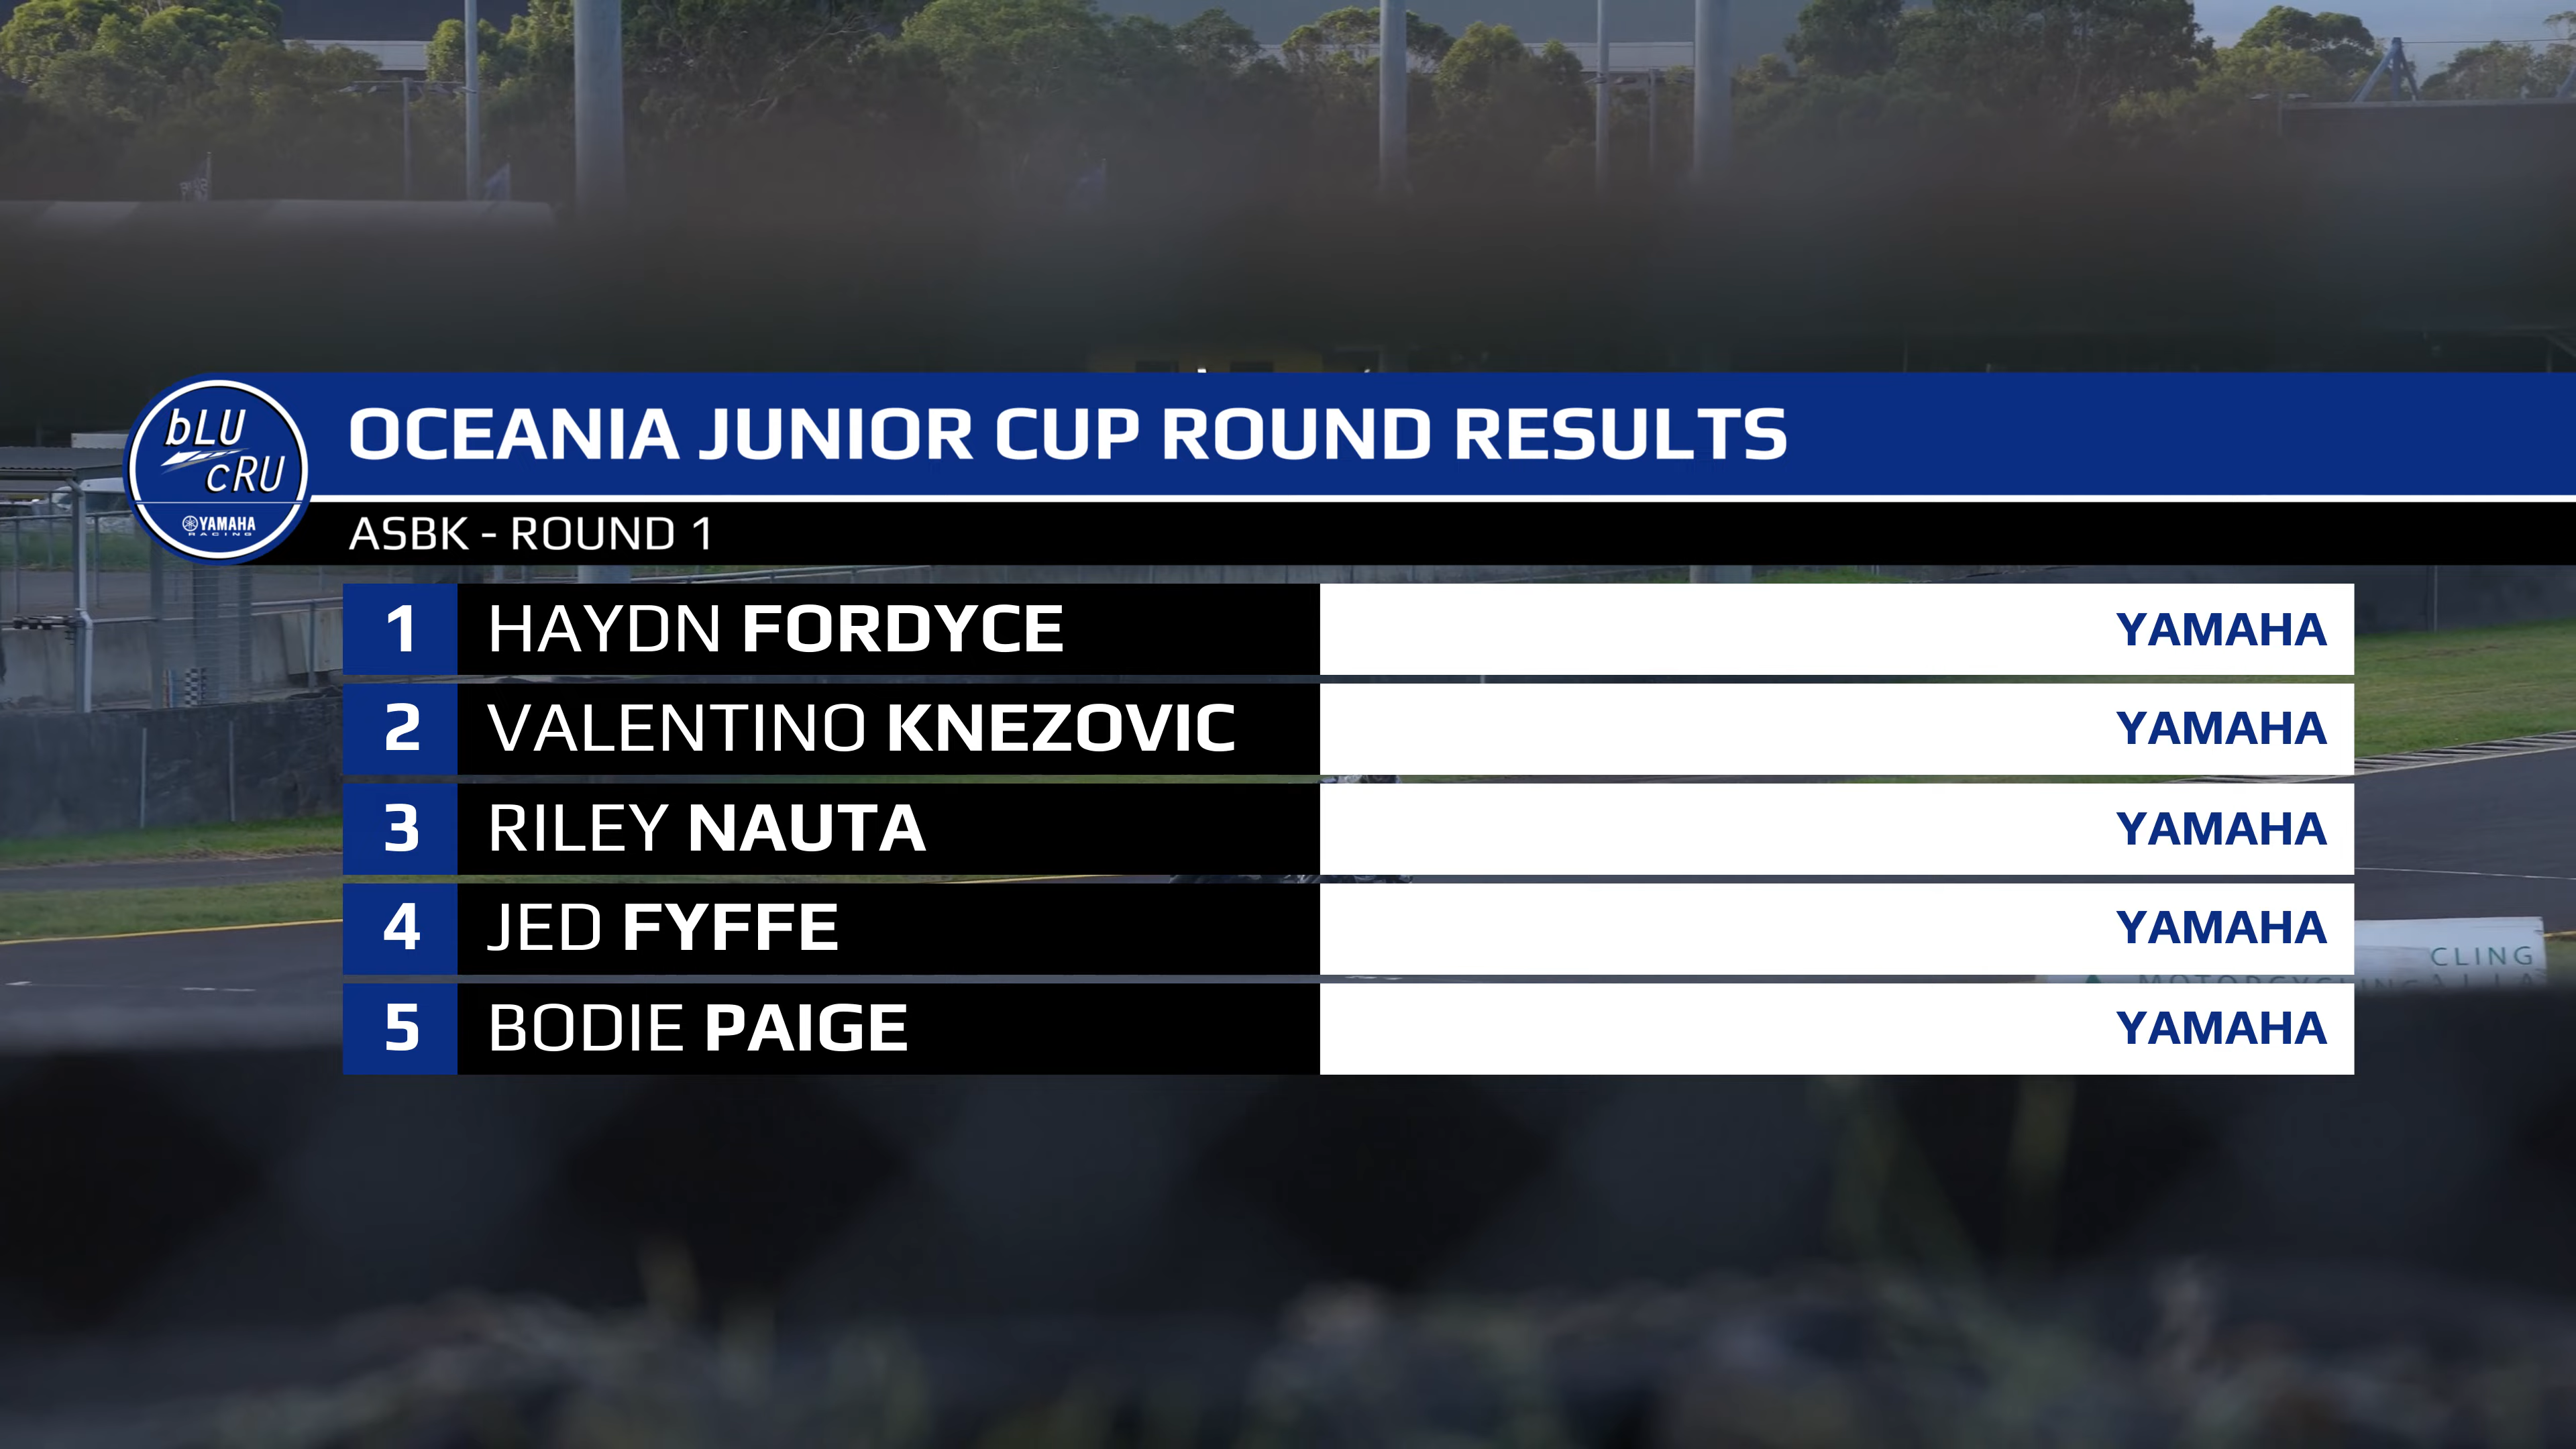 bLU
cRU
YAMAHA
RACING
OCEANIA JUNIOR CUP ROUND RESULTS
ASBK - ROUND 1
1 HAYDN FORDYCE YAMAHA
2 VALENTINO KNEZOVIC YAMAHA
3 RILEY NAUTA YAMAHA
4 JED FYFFE YAMAHA
CLING
5 BODIE PAIGE YAMAHA